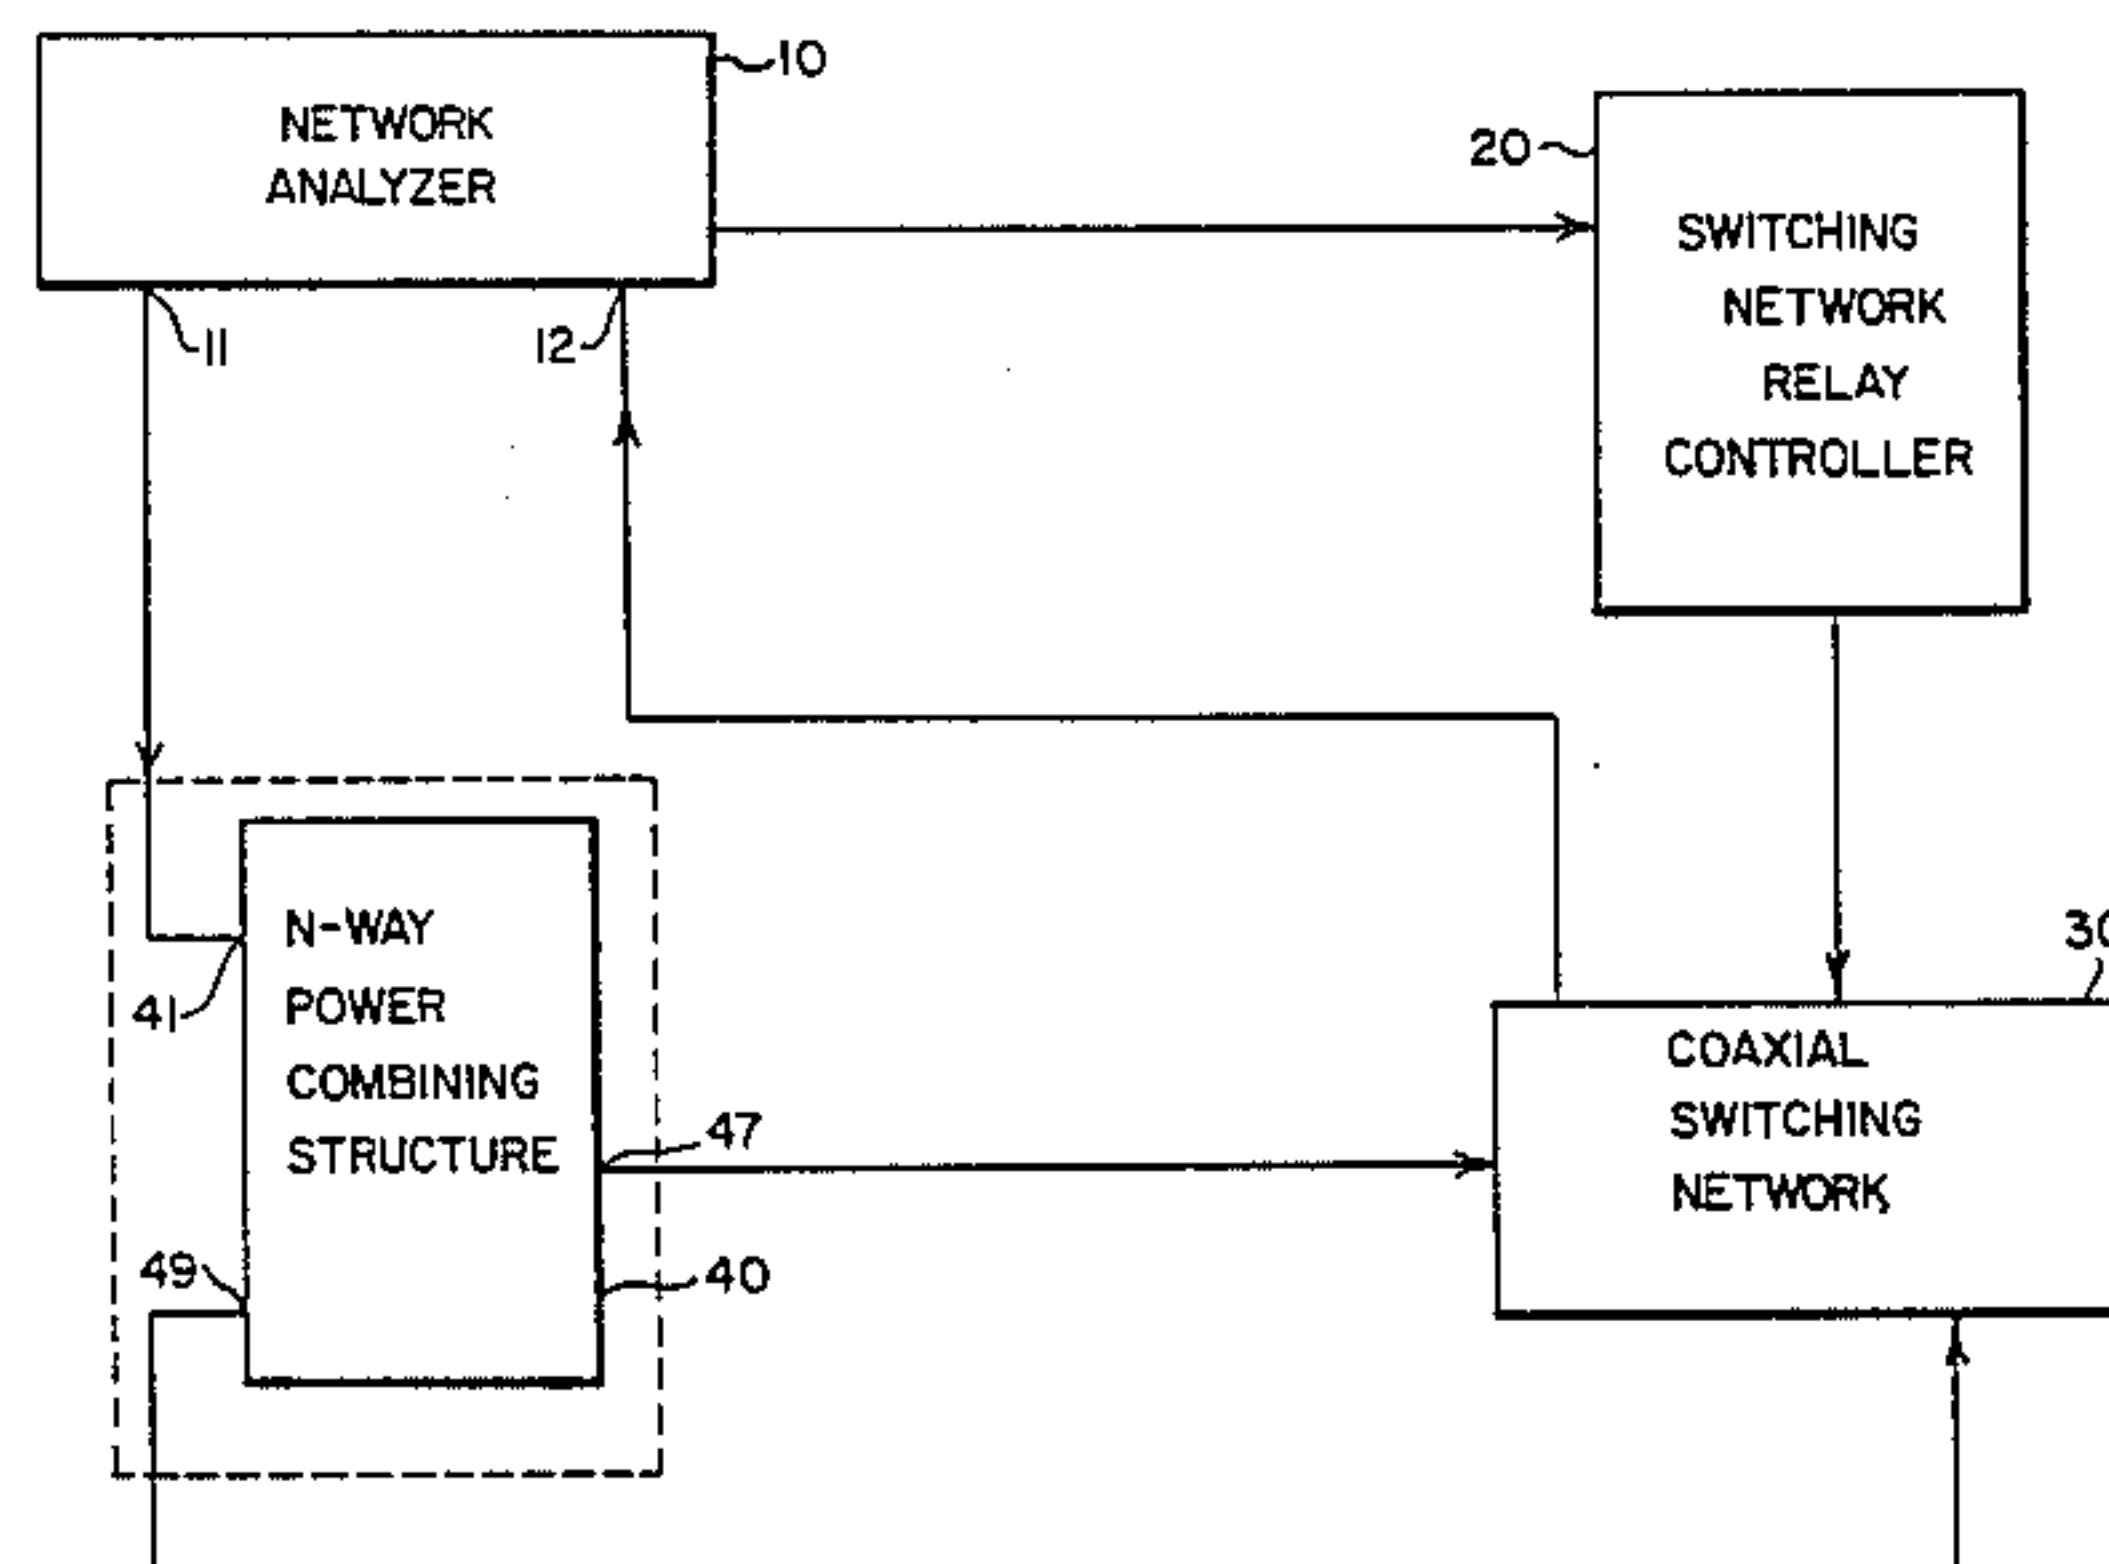 10
NETWORK
ANALYZER
20
SWITCHING
NETWORK
RELAY
CONTROLLER
11
12
N-WAY
POWER
COMBINING
STRUCTURE
41
30
COAXIAL
SWITCHING
NETWORK
47
49
40